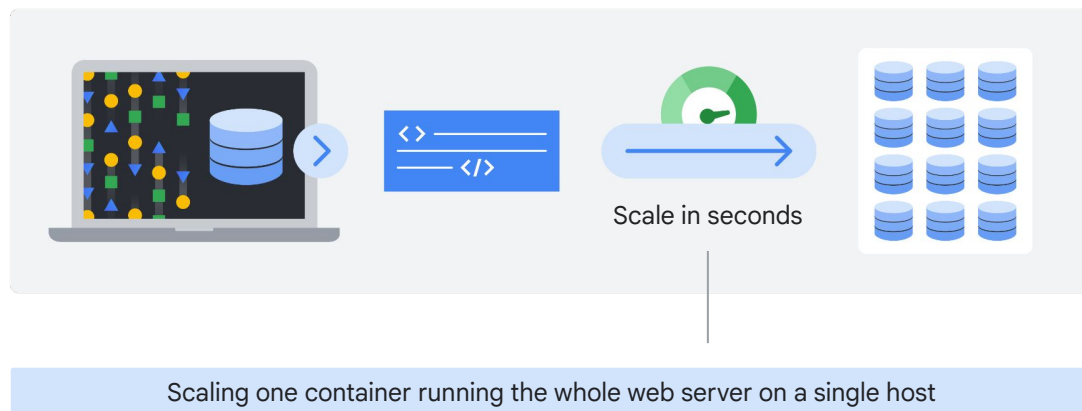 <> </>
Scale in seconds
Scaling one container running the whole web server on a single host